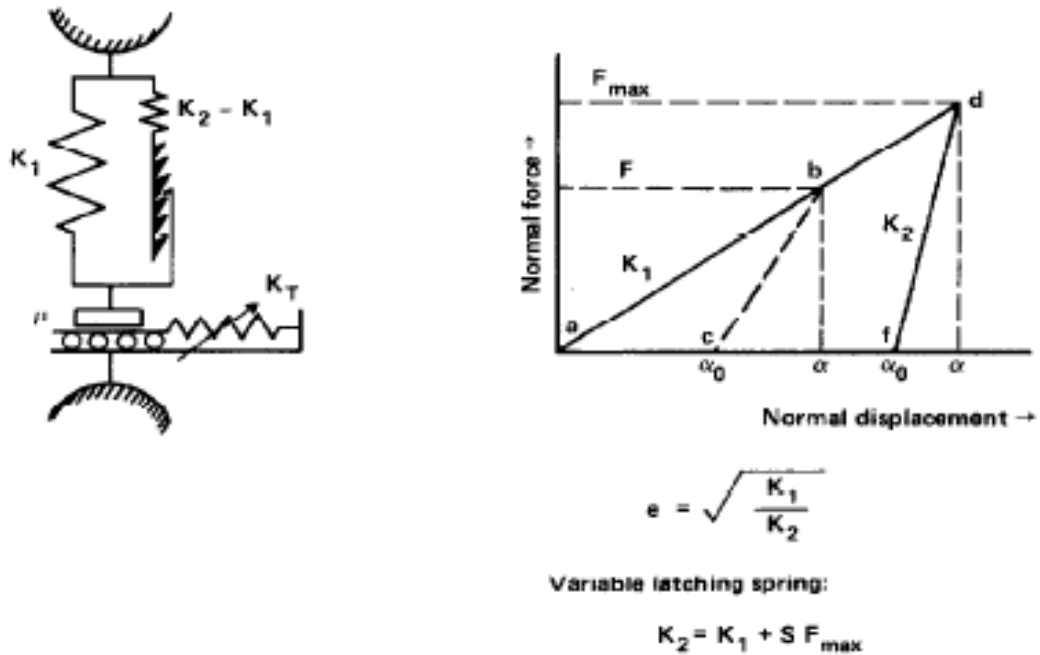 K₂ – K₁
K₁
K_T
μ
F_max
d
F
b
Normal force →
K₂
K₁
a
c
f
α₀
α
α₀
α
Normal displacement →
e = √(K₁/K₂)
Variable latching spring:
K₂ = K₁ + S F_max